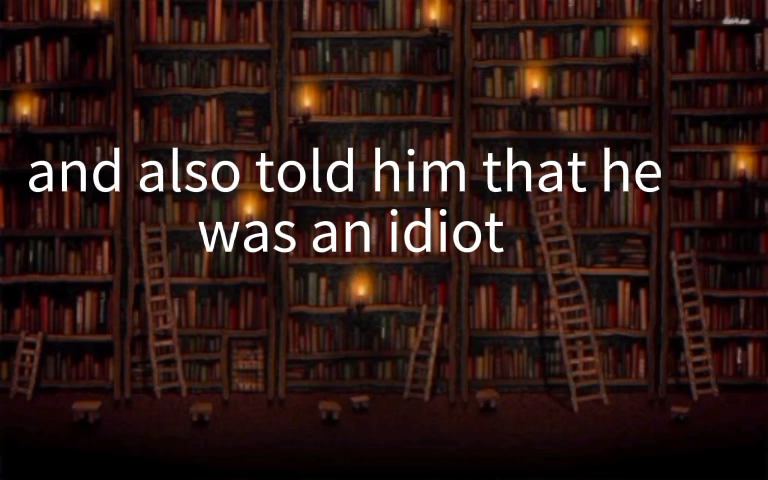 and also told him that he
was an idiot